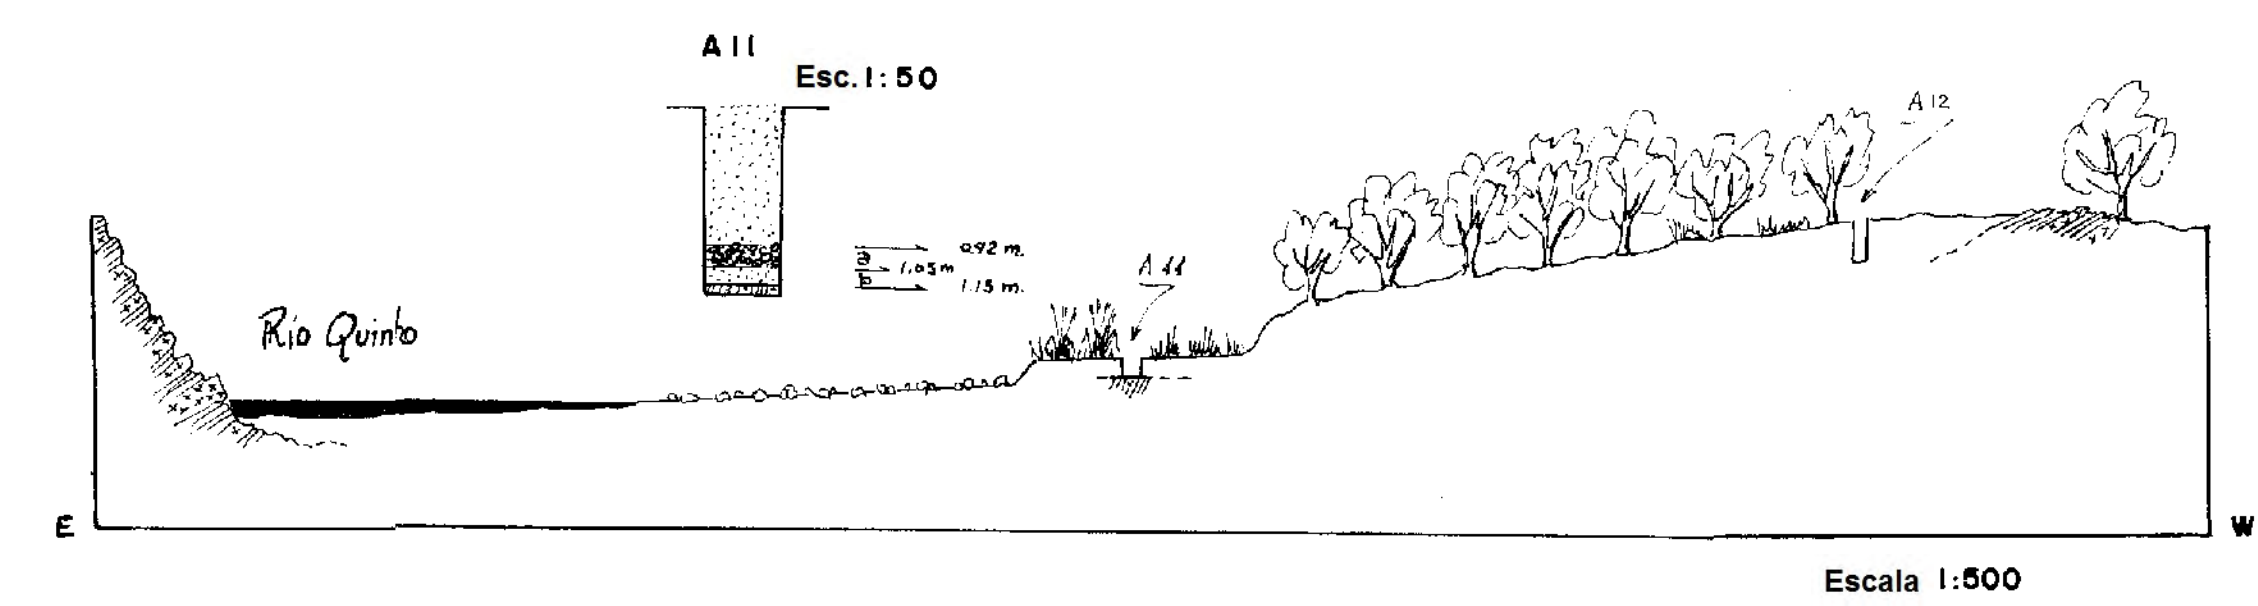 A 11
Esc. 1:50
A 12
0.92 m.
a
1.05 m
b
1.15 m.
A 11
Río Quinto
E
W
Escala 1:500